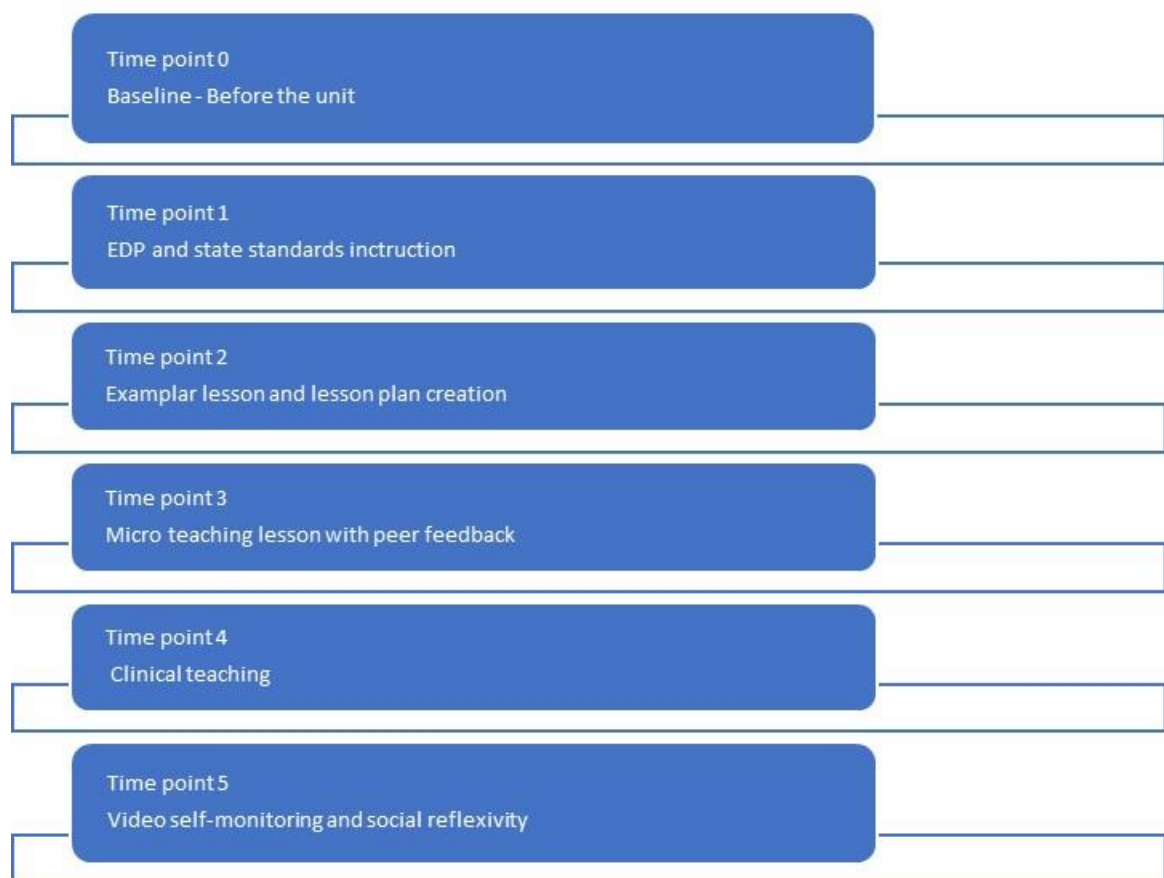 Time point 0
Baseline - Before the unit
Time point 1
EDP and state standards inctruction
Time point 2
Examplar lesson and lesson plan creation
Time point 3
Micro teaching lesson with peer feedback
Time point 4
Clinical teaching
Time point 5
Video self-monitoring and social reflexivity